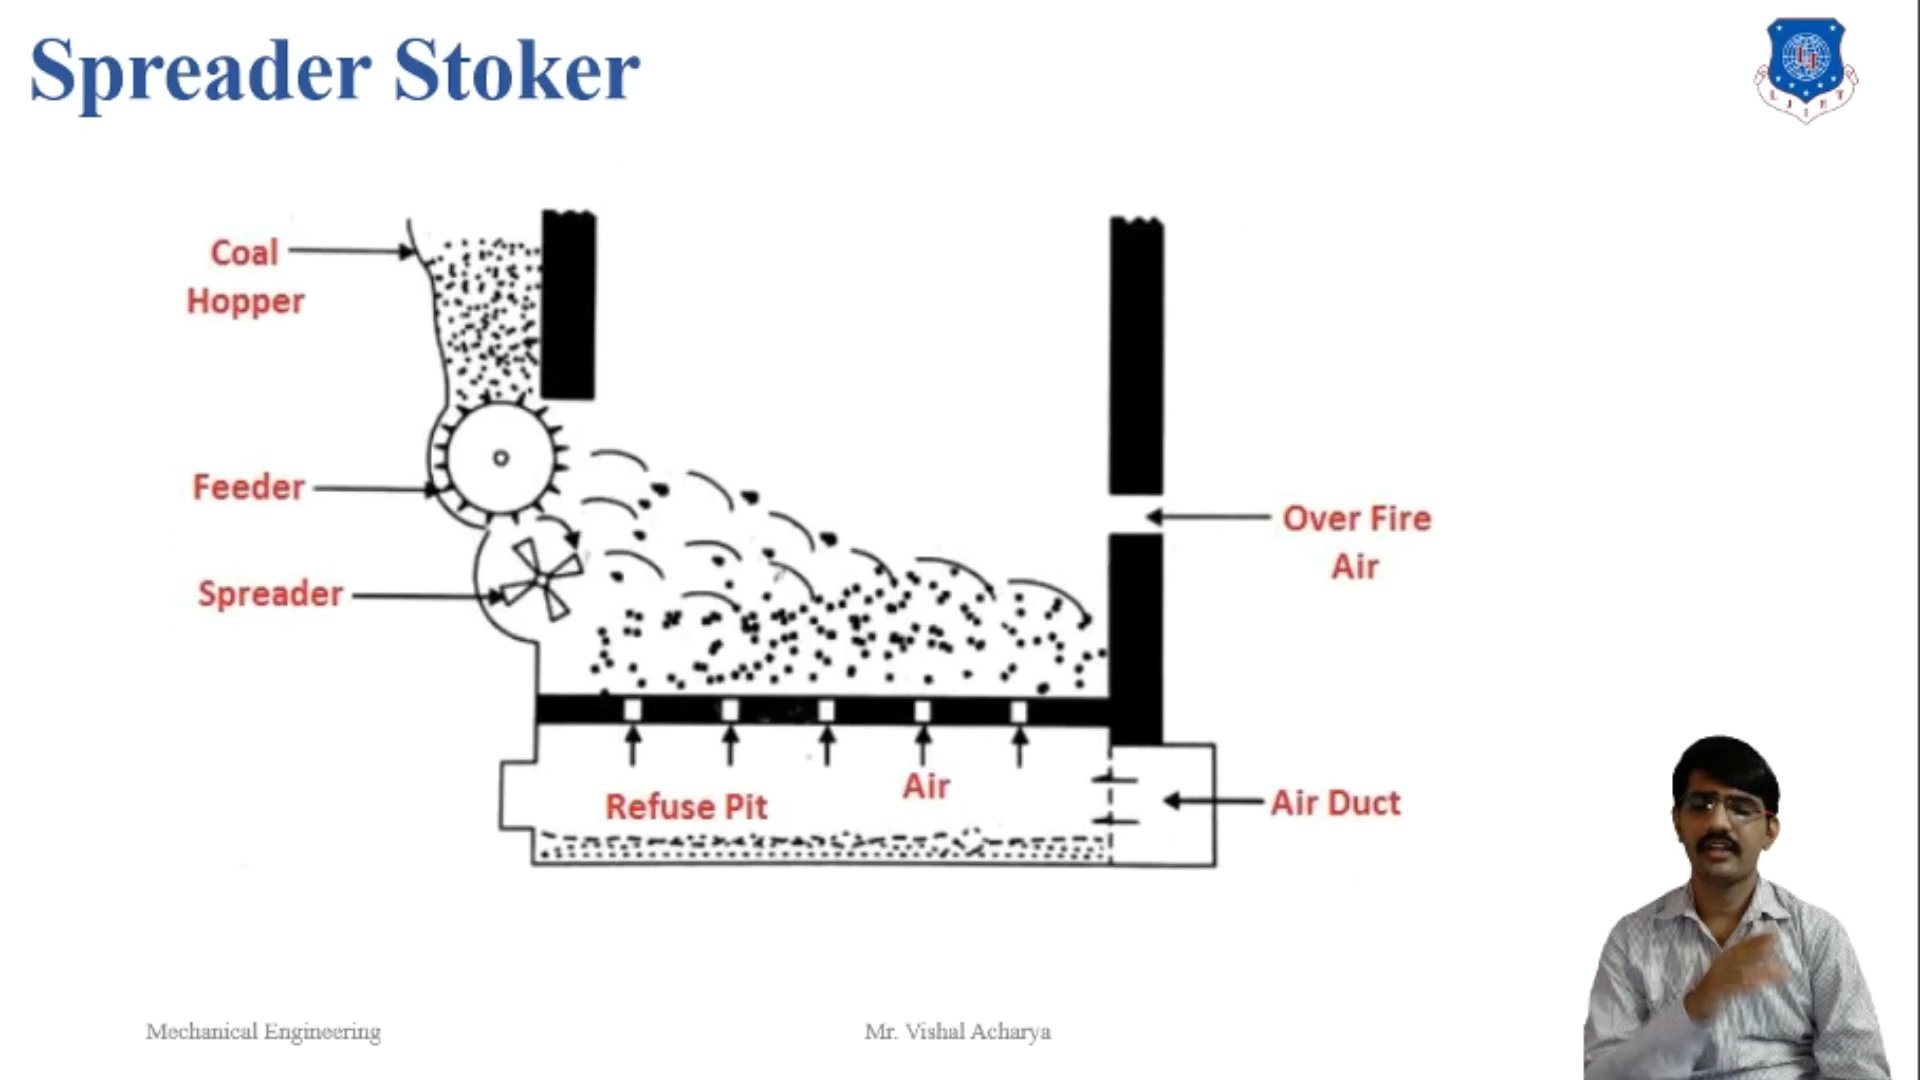 Spreader Stoker
L J I E T
Coal
Hopper
Feeder
Over Fire
Air
Spreader
Air
Refuse Pit
Air Duct
Mechanical Engineering
Mr. Vishal Acharya